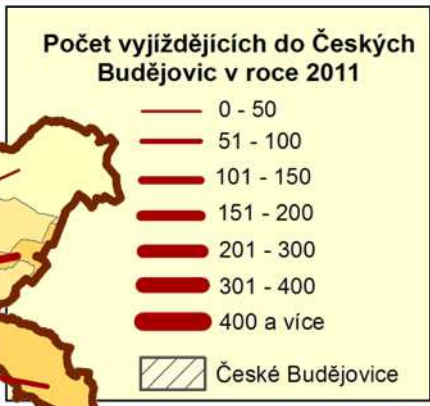 Počet vyjíždějících do Českých
Budějovic v roce 2011
0 - 50
51 - 100
101 - 150
151 - 200
201 - 300
301 - 400
400 a více
České Budějovice